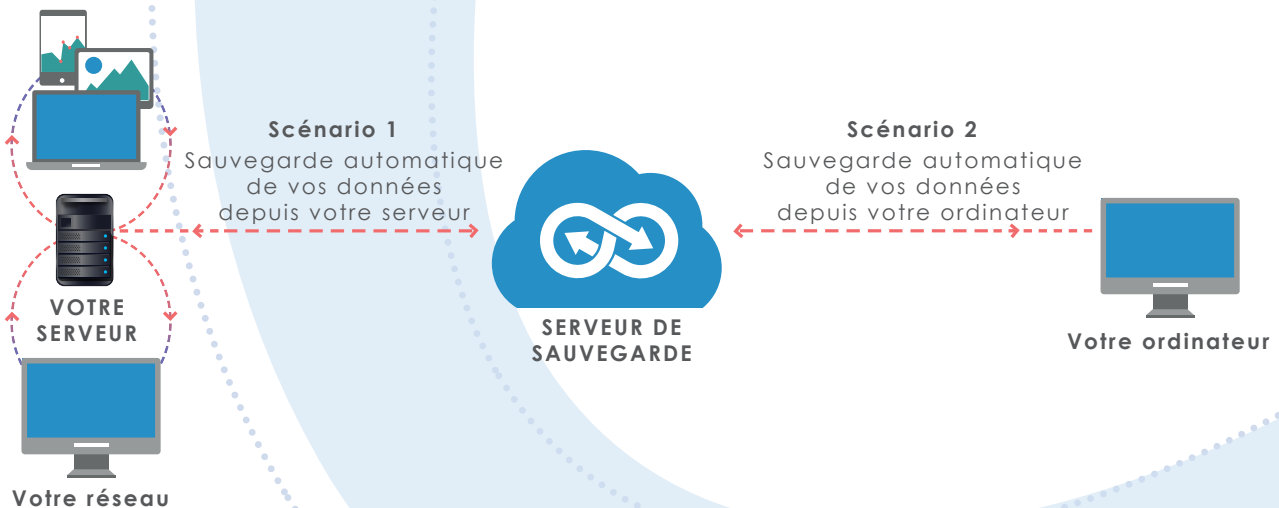 Scénario 1
Sauvegarde automatique
de vos données
depuis votre serveur
Scénario 2
Sauvegarde automatique
de vos données
depuis votre ordinateur
VOTRE
SERVEUR
SERVEUR DE
SAUVEGARDE
Votre ordinateur
Votre réseau